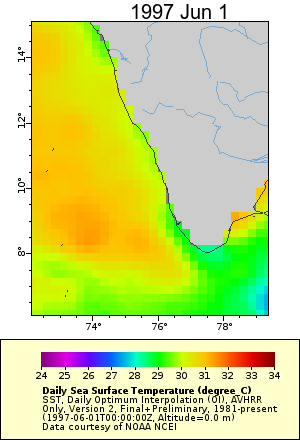 1997 Jun 1
14°
12°
10°
8°
74°
76°
78°
24 25 26 27 28 29 30 31 32 33 34
Daily Sea Surface Temperature (degree_C)
SST, Daily Optimum Interpolation (OI), AVHRR
Only, Version 2, Final+Preliminary, 1981-present
(1997-06-01T00:00:00Z, Altitude=0.0 m)
Data courtesy of NOAA NCEI